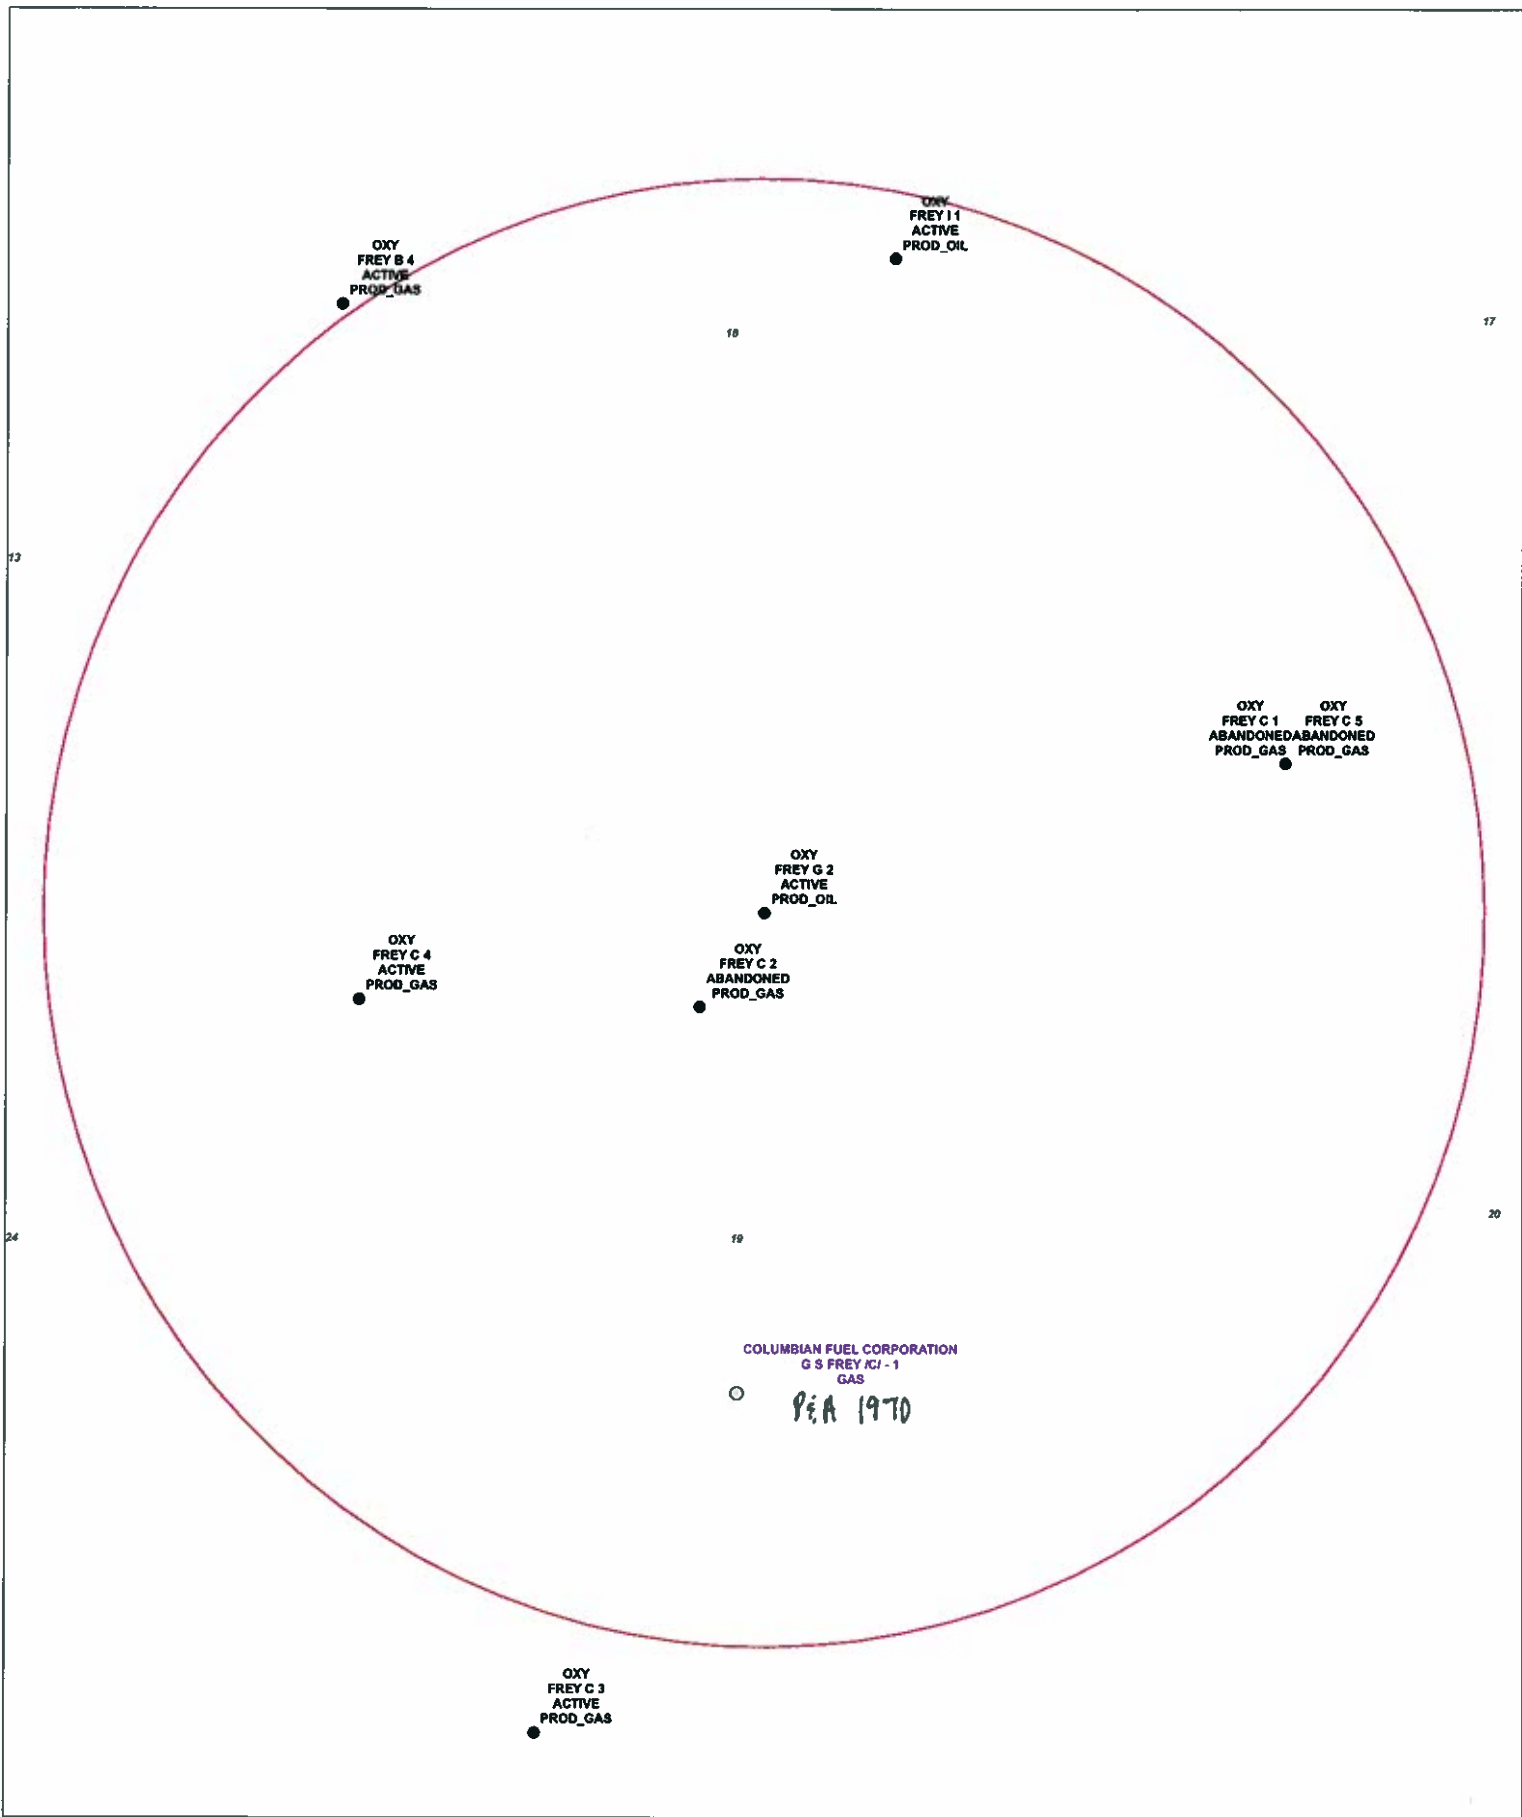 OXY
FREY I 1
ACTIVE
PROD_OIL
OXY
FREY B 4
ACTIVE
PROD_GAS
18
17
13
OXY
FREY C 1
ABANDONED
PROD_GAS
OXY
FREY C 5
ABANDONED
PROD_GAS
OXY
FREY G 2
ACTIVE
PROD_OIL
OXY
FREY C 4
ACTIVE
PROD_GAS
OXY
FREY C 2
ABANDONED
PROD_GAS
24
19
20
COLUMBIAN FUEL CORPORATION
G S FREY /C/ - 1
GAS
P&A 1970
OXY
FREY C 3
ACTIVE
PROD_GAS